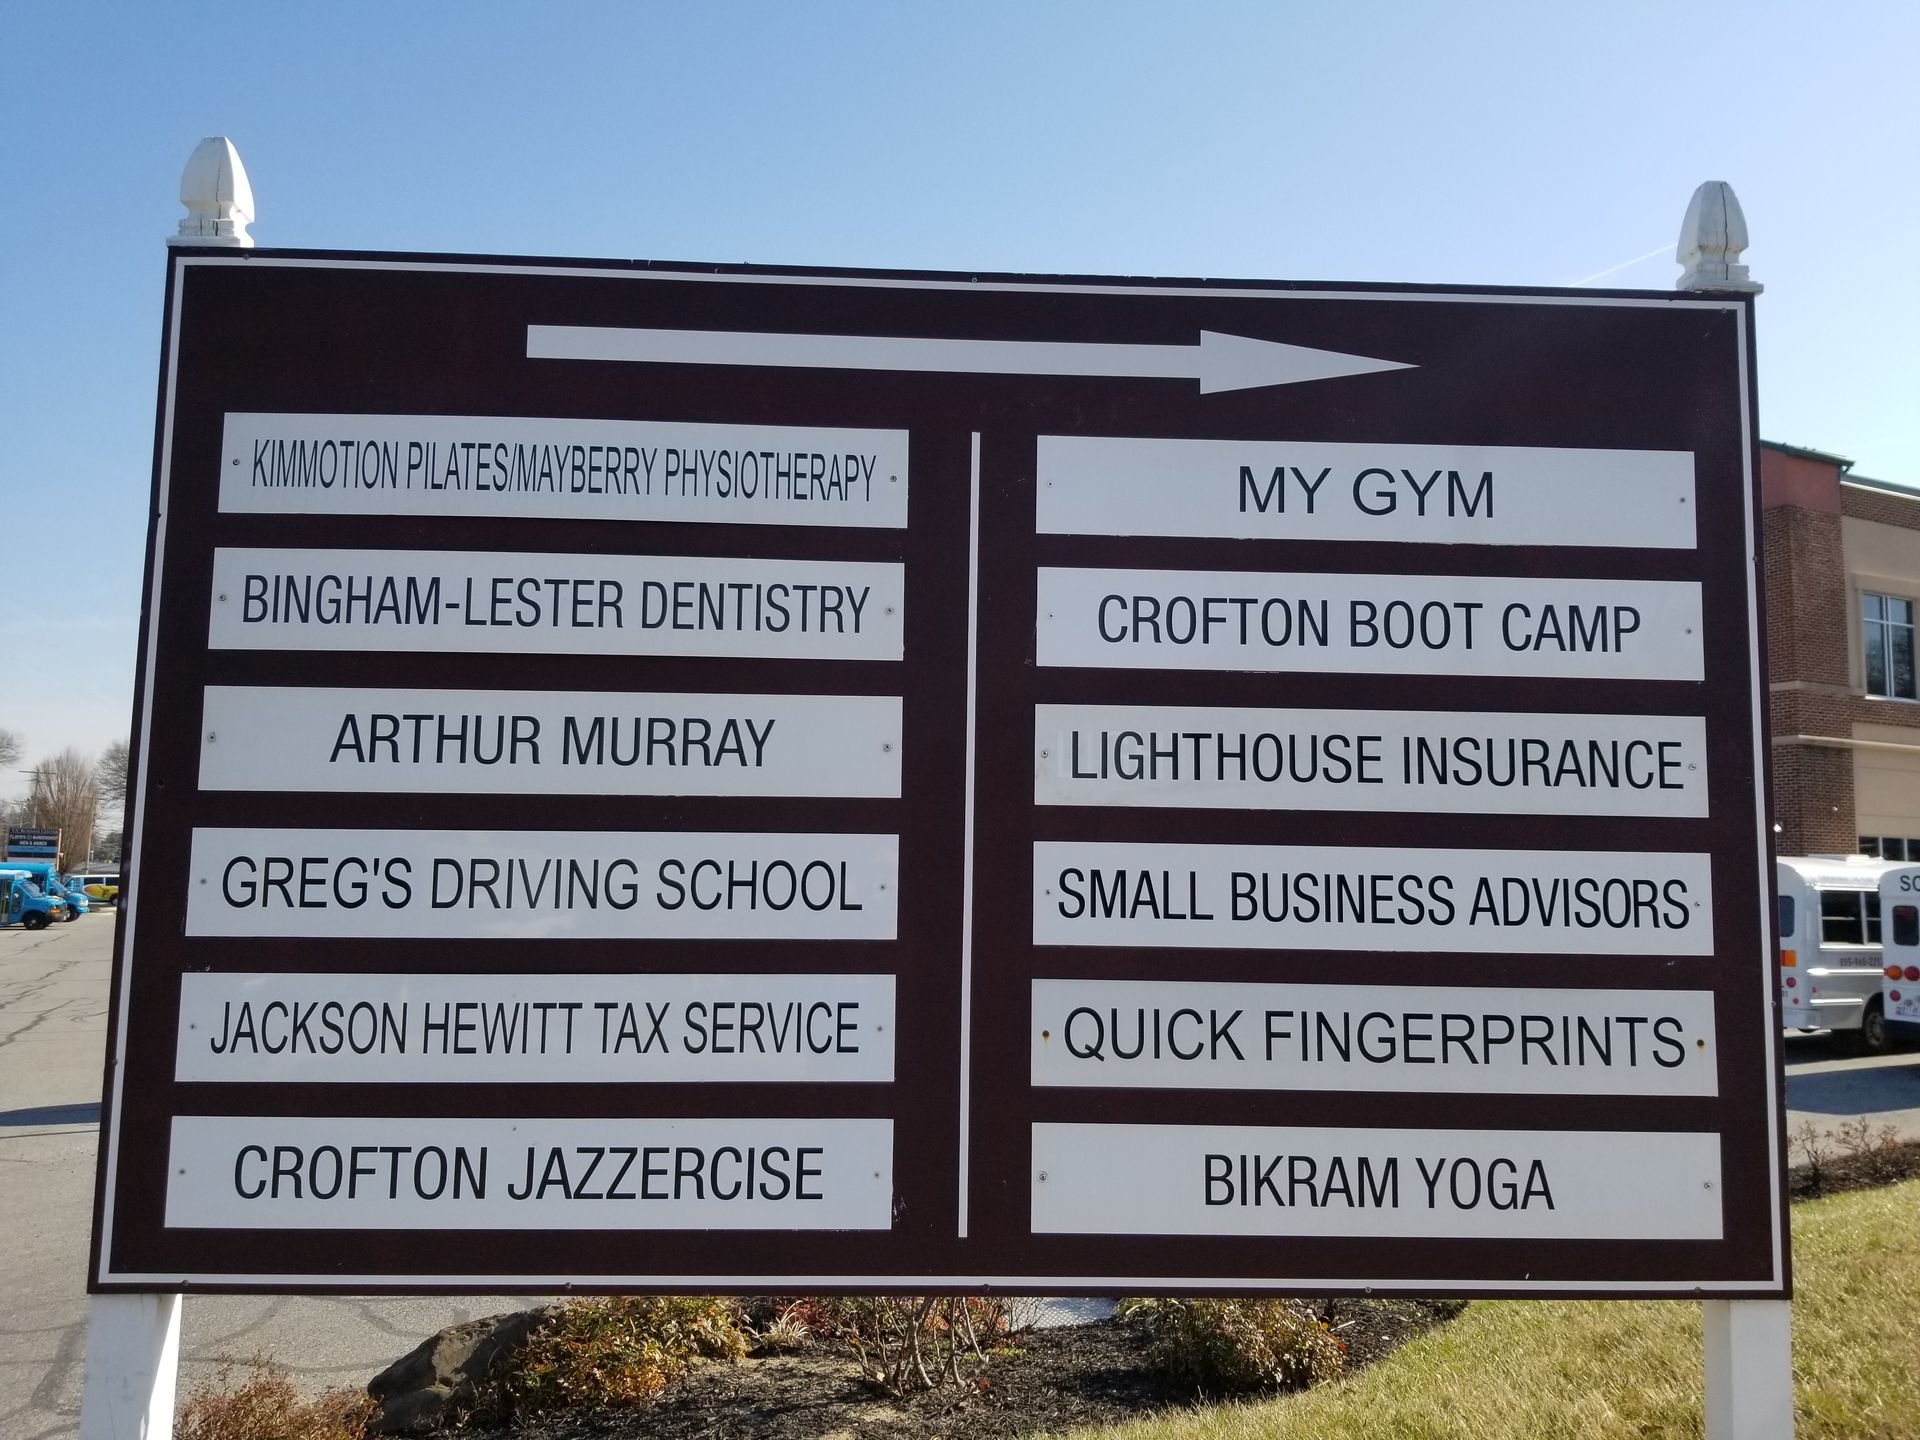 KIMMOTION PILATES/MAYBERRY PHYSIOTHERAPY
BINGHAM-LESTER DENTISTRY
ARTHUR MURRAY
GREG'S DRIVING SCHOOL
JACKSON HEWITT TAX SERVICE
CROFTON JAZZERCISE
MY GYM
CROFTON BOOT CAMP
LIGHTHOUSE INSURANCE
SMALL BUSINESS ADVISORS
QUICK FINGERPRINTS
BIKRAM YOGA